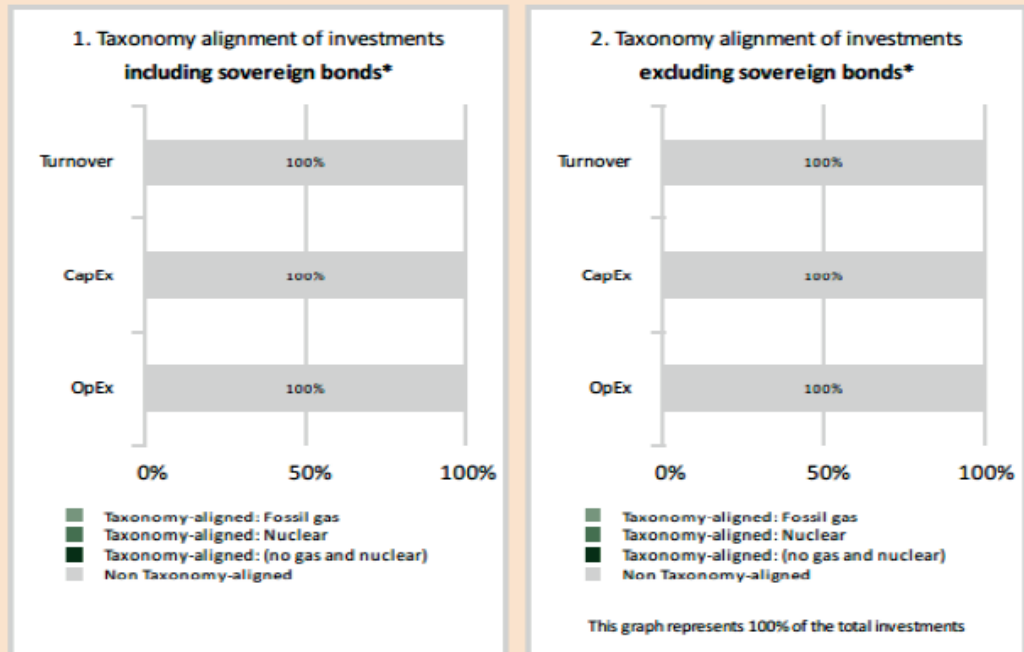 1. Taxonomy alignment of investments
including sovereign bonds*
Turnover
100%
CapEx
100%
OpEx
100%
0%
50%
100%
Taxonomy-aligned: Fossil gas
Taxonomy-aligned: Nuclear
Taxonomy-aligned: (no gas and nuclear)
Non Taxonomy-aligned
2. Taxonomy alignment of investments
excluding sovereign bonds*
Turnover
100%
CapEx
100%
OpEx
100%
0%
50%
100%
Taxonomy-aligned: Fossil gas
Taxonomy-aligned: Nuclear
Taxonomy-aligned: (no gas and nuclear)
Non Taxonomy-aligned
This graph represents 100% of the total investments